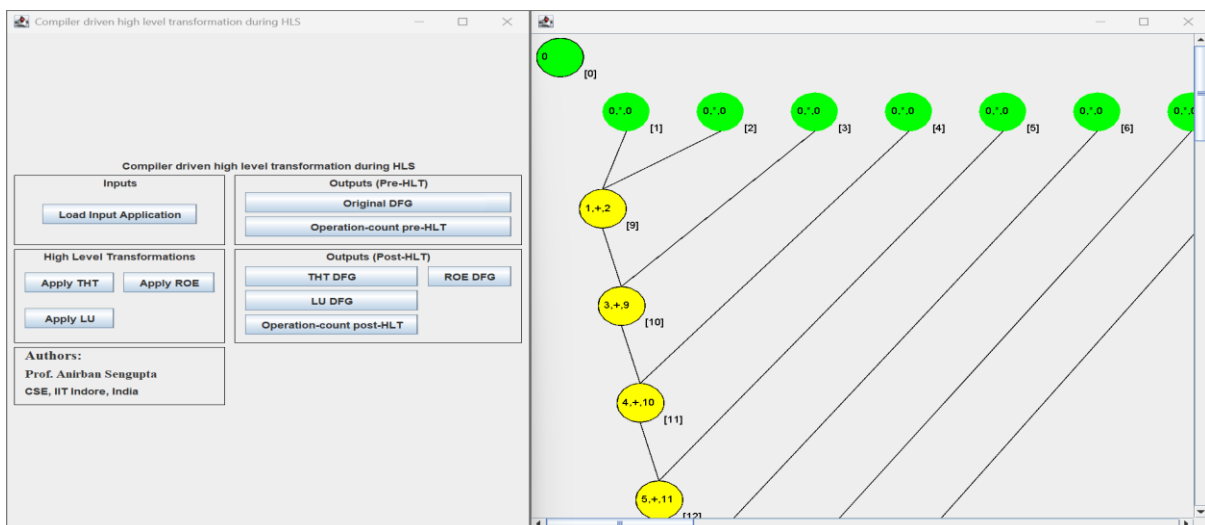 Compiler driven high level transformation during HLS
Compiler driven high level transformation during HLS
Inputs
Load Input Application
Outputs (Pre-HLT)
Original DFG
Operation-count pre-HLT
High Level Transformations
Apply THT Apply ROE
Apply LU
Outputs (Post-HLT)
THT DFG ROE DFG
LU DFG
Operation-count post-HLT
Authors:
Prof. Anirban Sengupta
CSE, IIT Indore, India
0
[0]
0,*,0 0,*,0 0,*,0 0,*,0 0,*,0 0,*,0 0,*,0
[1] [2] [3] [4] [5] [6]
1,+,2
[9]
3,+,9
[10]
4,+,10
[11]
5,+,11
[12]